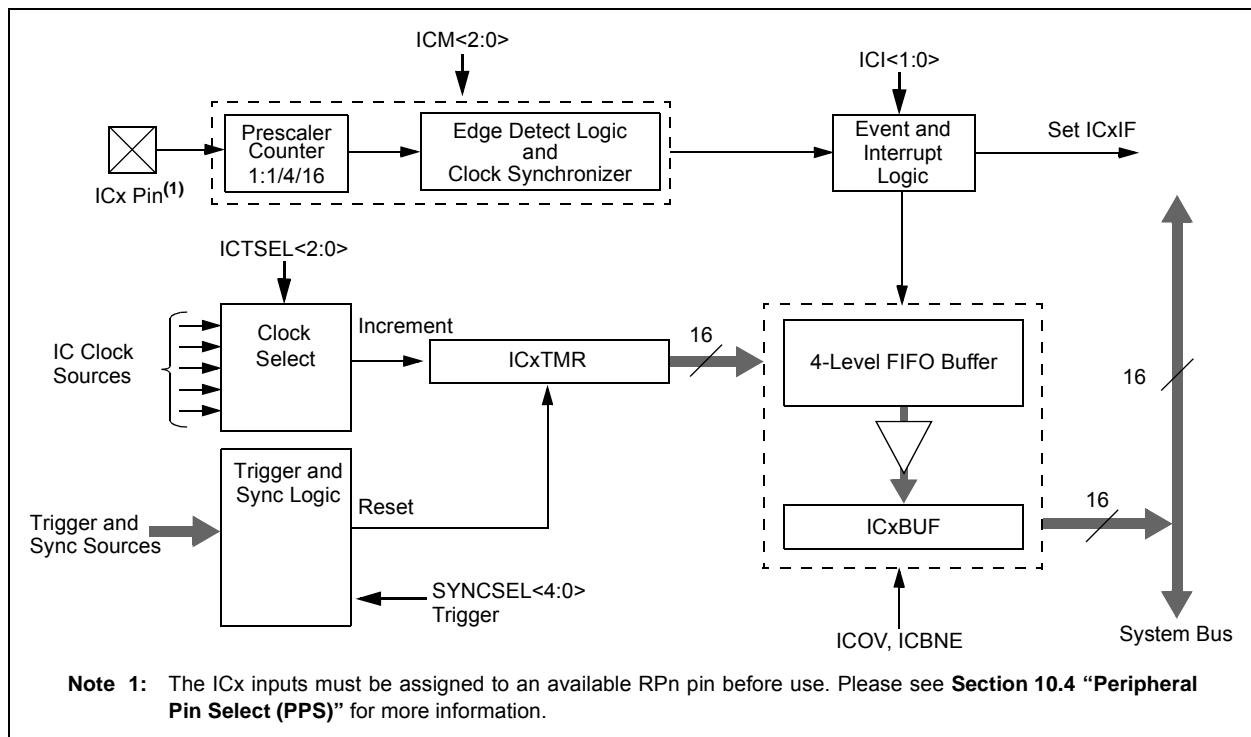 ICM<2:0>
ICI<1:0>
Prescaler
Counter
1:1/4/16
Edge Detect Logic
and
Clock Synchronizer
Event and
Interrupt
Logic
Set ICxIF
ICx Pin(1)
ICTSEL<2:0>
IC Clock
Sources
Clock
Select
Increment
ICxTMR
16
4-Level FIFO Buffer
16
Trigger and
Sync Logic
Reset
Trigger and
Sync Sources
ICxBUF
16
SYNCSEL<4:0>
Trigger
ICOV, ICBNE
System Bus
Note 1: The ICx inputs must be assigned to an available RPn pin before use. Please see Section 10.4 “Peripheral
Pin Select (PPS)” for more information.